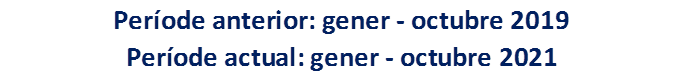 Període anterior: gener - octubre 2019
Període actual: gener - octubre 2021